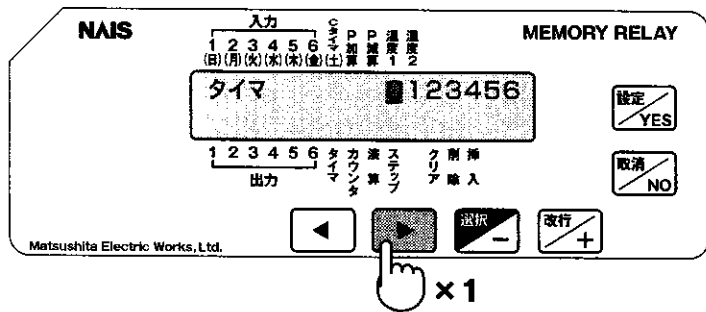 NAiS
MEMORY RELAY
入力
1 2 3 4 5 6 Cタイマ P加算 P減算 温度1 温度2
(日) (月) (火) (水) (木) (金) (土)
タイマ 123456
1 2 3 4 5 6 タイマ カウンタ 演算 ステップ クリア 削除 挿入
出力
設定 YES
取消 NO
◀ ▶ 選択 − 改行 +
Matsushita Electric Works, Ltd.
×1